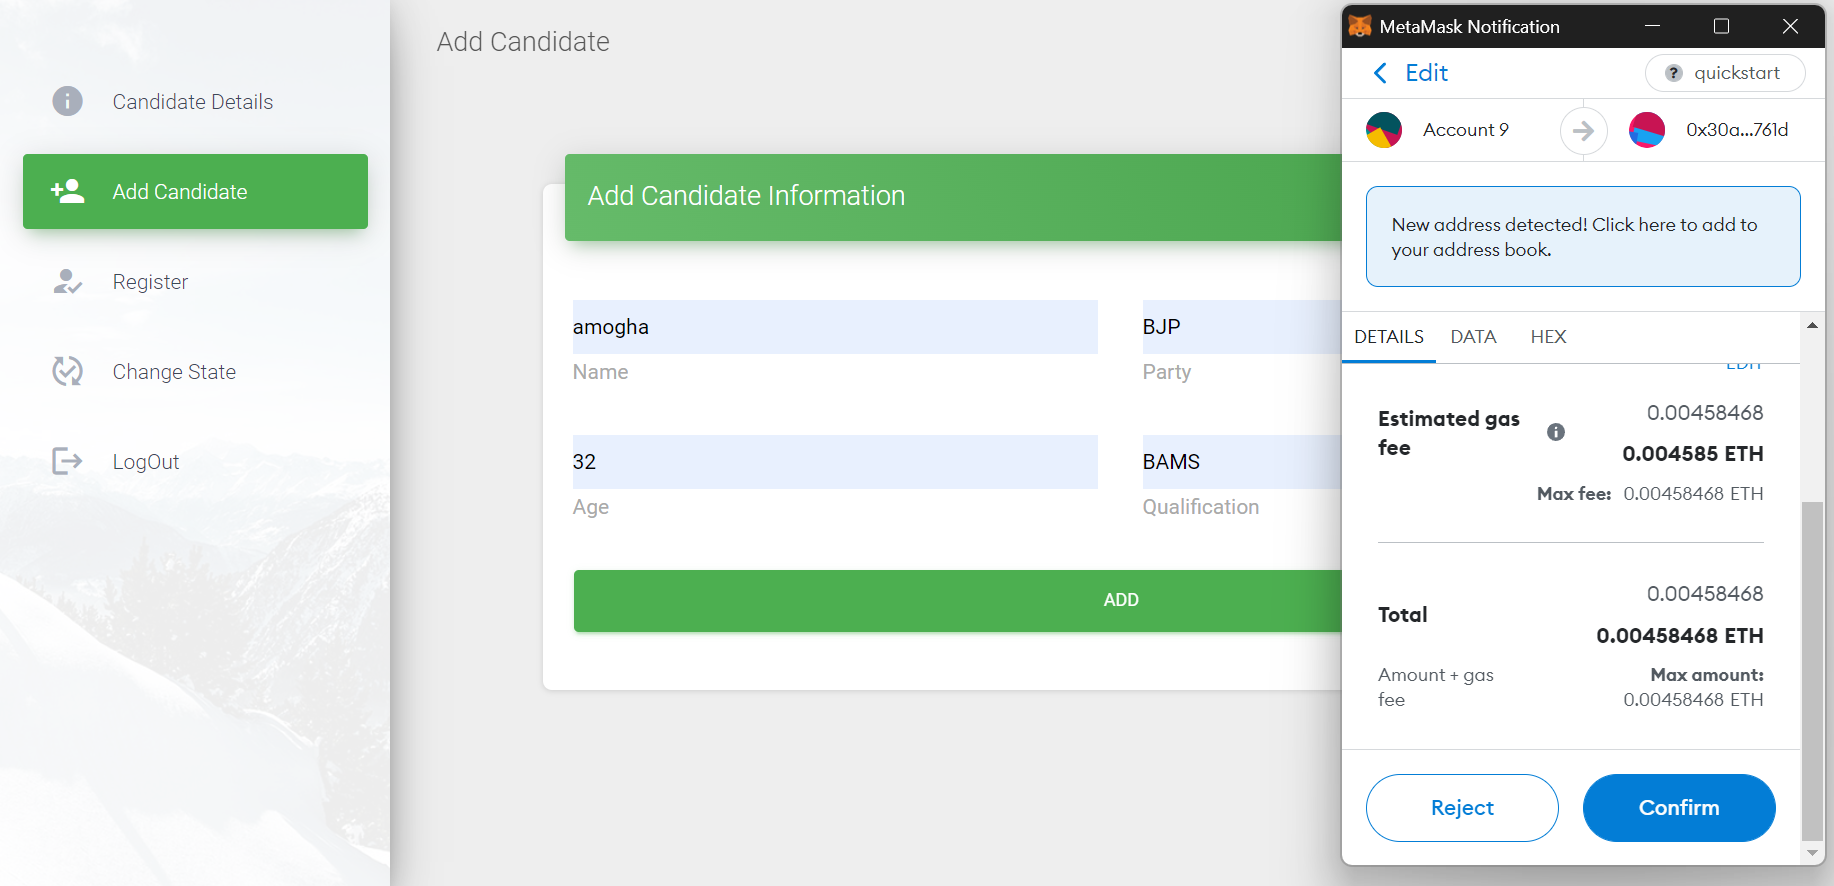 Candidate Details
Add Candidate
Register
Change State
LogOut
Add Candidate
Add Candidate Information
amogha
Name
BJP
Party
32
Age
BAMS
Qualification
ADD
MetaMask Notification
Edit
? quickstart
Account 9
0x30a...761d
New address detected! Click here to add to
your address book.
DETAILS DATA HEX
EDIT
Estimated gas
fee
0.00458468
0.004585 ETH
Max fee: 0.00458468 ETH
0.00458468
Total
0.00458468 ETH
Amount + gas
fee
Max amount:
0.00458468 ETH
Reject
Confirm